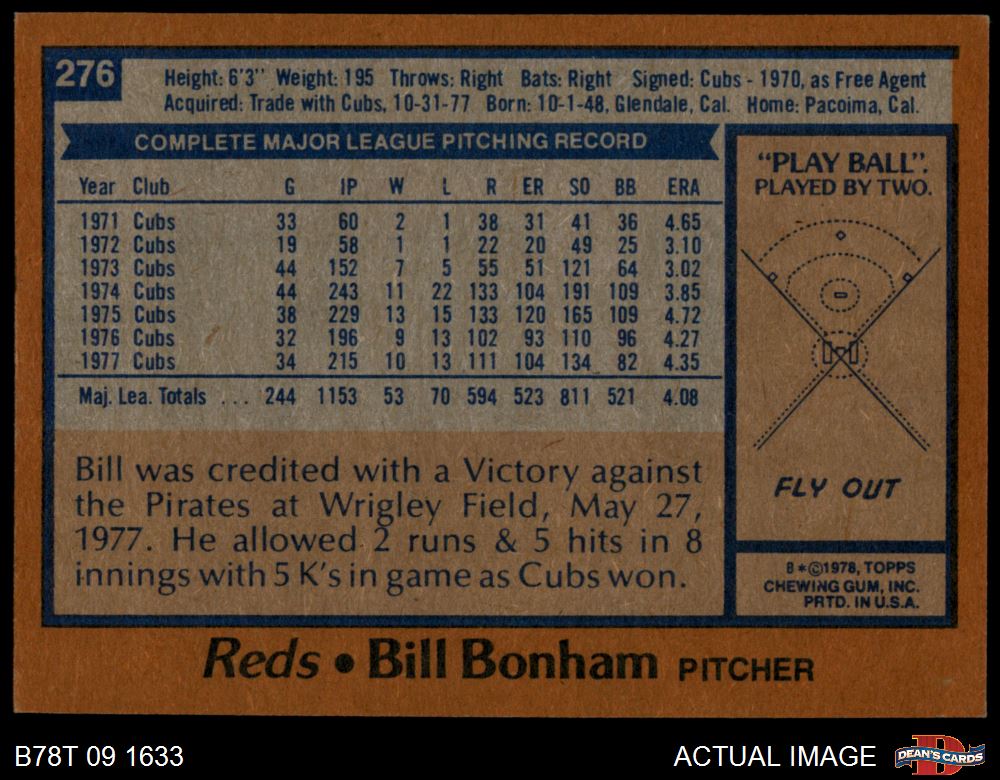 276
Height: 6'3" Weight: 195 Throws: Right Bats: Right Signed: Cubs - 1970, as Free Agent
Acquired: Trade with Cubs, 10-31-77 Born: 10-1-48, Glendale, Cal. Home: Pacoima, Cal.
COMPLETE MAJOR LEAGUE PITCHING RECORD
Year Club G IP W L R ER SO BB ERA
1971 Cubs 33 60 2 1 38 31 41 36 4.65
1972 Cubs 19 58 1 1 22 20 49 25 3.10
1973 Cubs 44 152 7 5 55 51 121 64 3.02
1974 Cubs 44 243 11 22 133 104 191 109 3.85
1975 Cubs 38 229 13 15 133 120 165 109 4.72
1976 Cubs 32 196 9 13 102 93 110 96 4.27
1977 Cubs 34 215 10 13 111 104 134 82 4.35
Maj. Lea. Totals ... 244 1153 53 70 594 523 811 521 4.08
Bill was credited with a Victory against
the Pirates at Wrigley Field, May 27,
1977. He allowed 2 runs & 5 hits in 8
innings with 5 K's in game as Cubs won.
"PLAY BALL".
PLAYED BY TWO.
FLY OUT
8*©1978, TOPPS
CHEWING GUM, INC.
PRTD. IN U.S.A.
Reds • Bill Bonham PITCHER
B78T 09 1633
ACTUAL IMAGE
DEAN'S CARDS